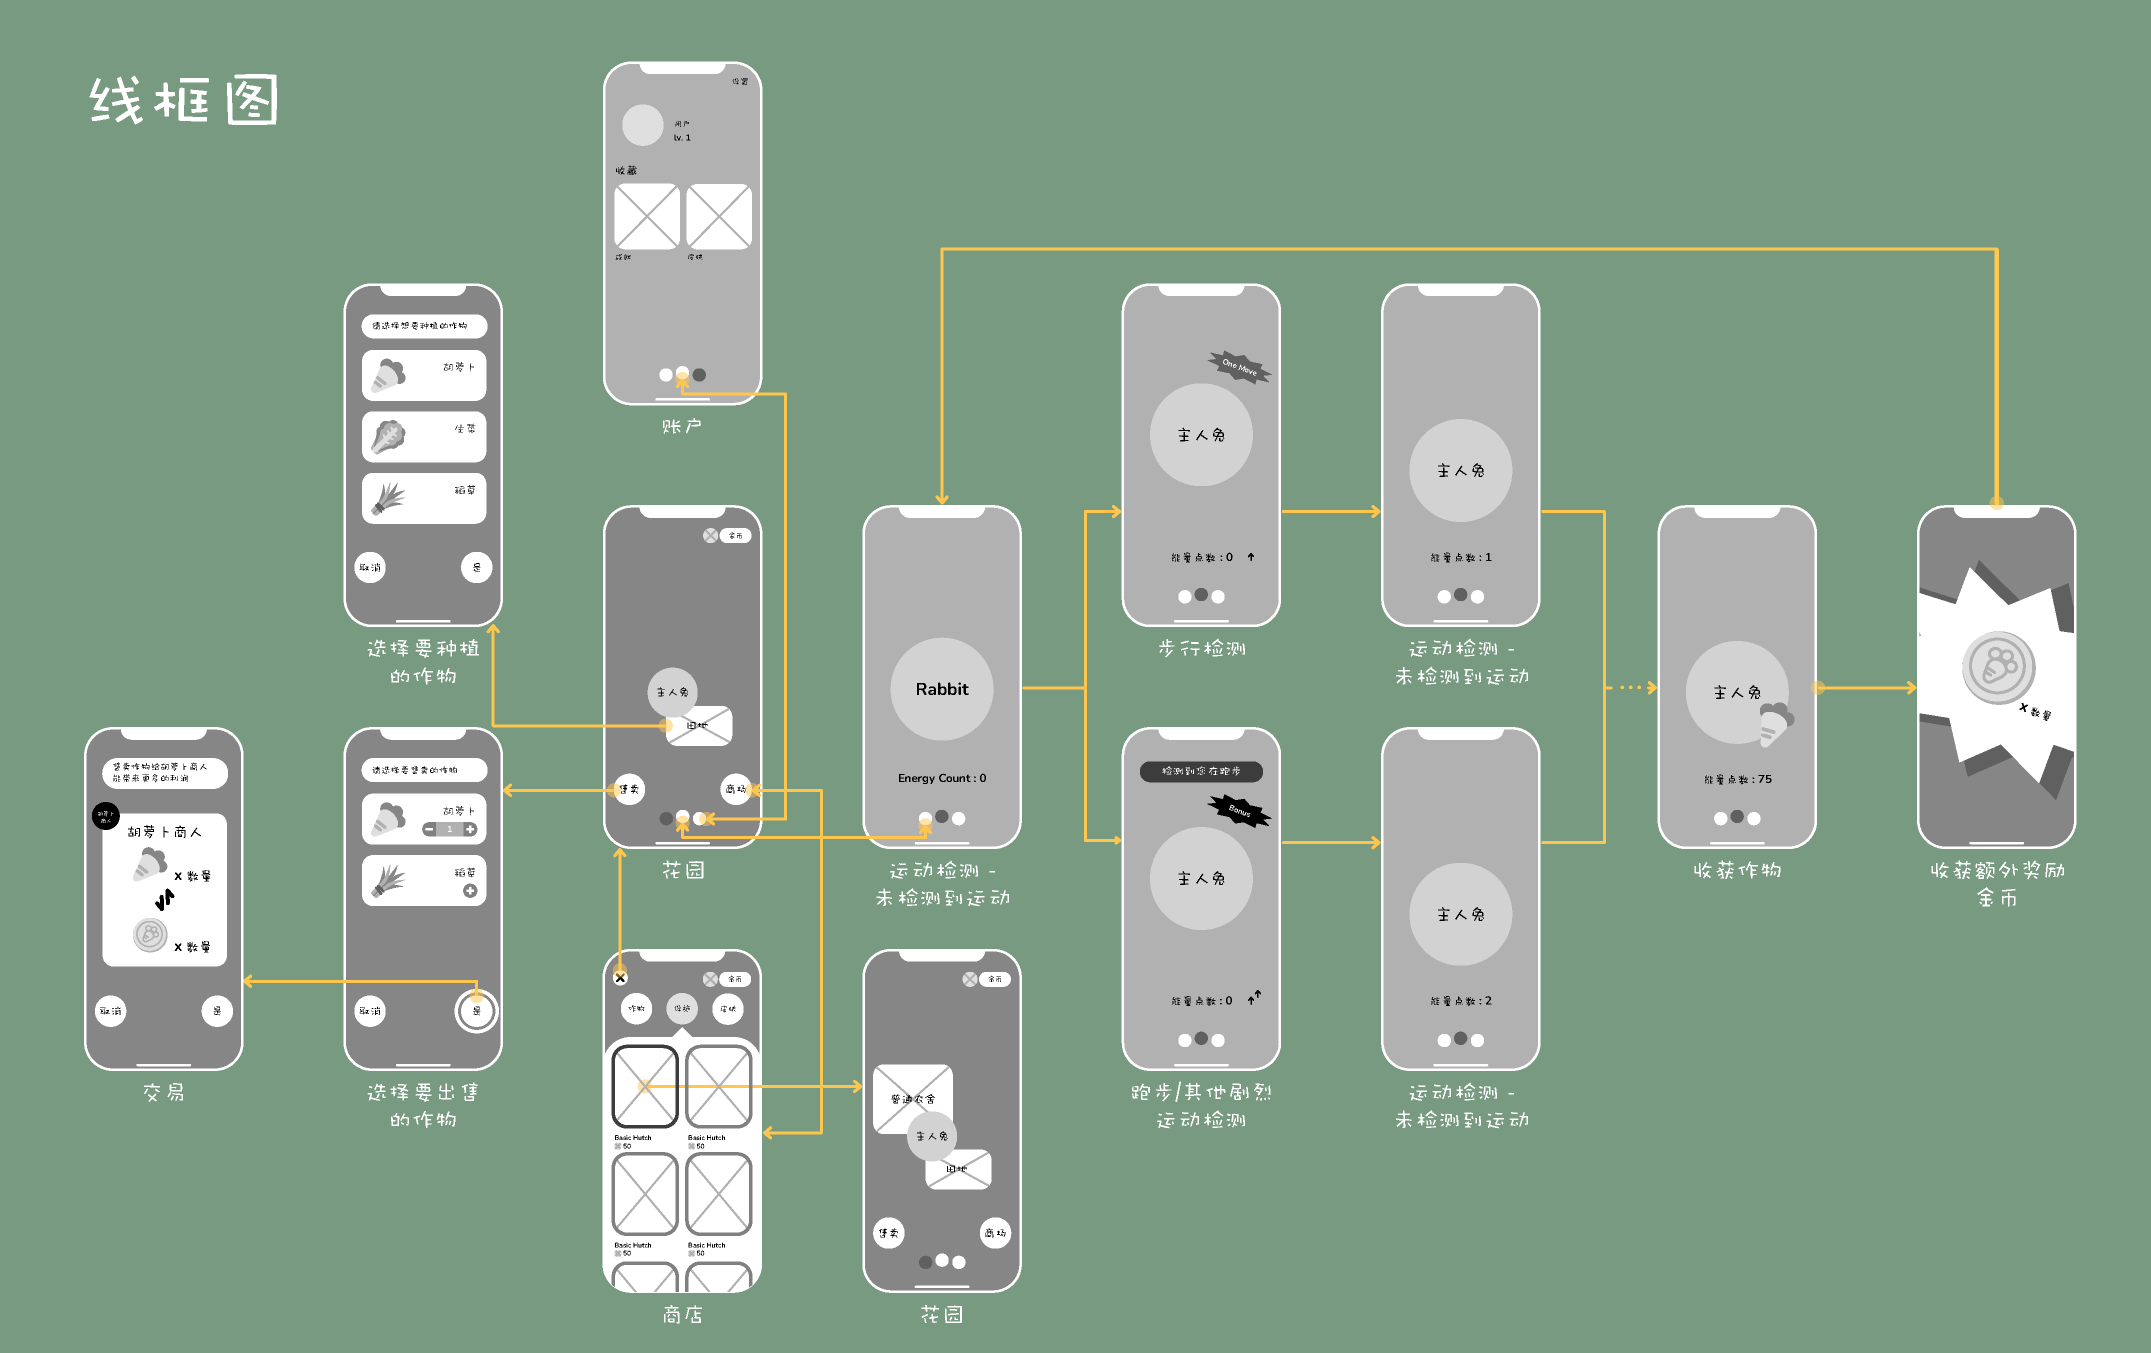 线框图
设置
用户
lv. 1
收藏
成就
皮肤
账户
请选择想要种植的作物
胡萝卜
生菜
稻草
取消
是
选择要种植
的作物
金币
主人兔
田地
售卖
商场
花园
Rabbit
Energy Count : 0
运动检测 -
未检测到运动
One Move
主人兔
能量点数 : 0
步行检测
主人兔
能量点数 : 1
运动检测 -
未检测到运动
主人兔
能量点数 : 75
收获作物
x 数量
收获额外奖励
金币
售卖作物给胡萝卜商人
能带来更多的利润
胡萝卜
商人
胡萝卜商人
x 数量
x 数量
取消
是
交易
请选择要售卖的作物
胡萝卜
1
稻草
取消
是
选择要出售
的作物
金币
作物
设施
皮肤
Basic Hutch
50
Basic Hutch
50
Basic Hutch
50
Basic Hutch
50
商店
金币
普通农舍
主人兔
田地
售卖
商场
花园
检测到您在跑步
Bonus
主人兔
能量点数 : 0
跑步/其他剧烈
运动检测
主人兔
能量点数 : 2
运动检测 -
未检测到运动